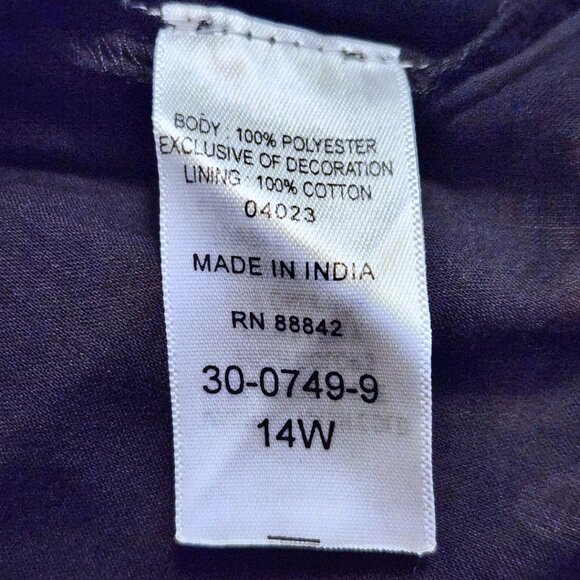 BODY : 100% POLYESTER
EXCLUSIVE OF DECORATION
LINING : 100% COTTON
04023
MADE IN INDIA
RN 88842
30-0749-9
14W